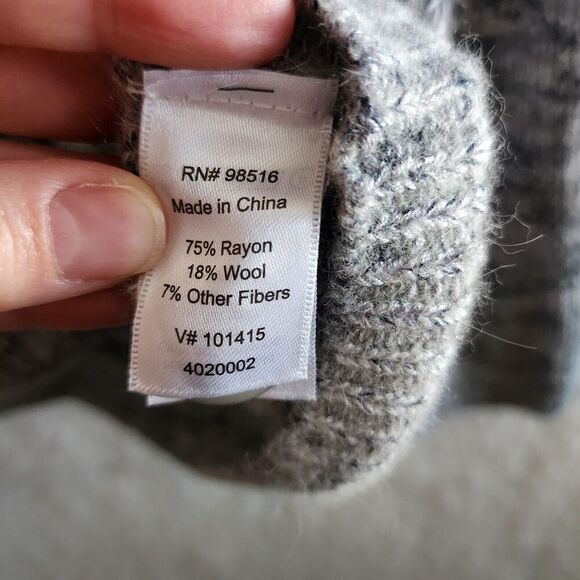 RN# 98516
Made in China
75% Rayon
18% Wool
7% Other Fibers
V# 101415
4020002